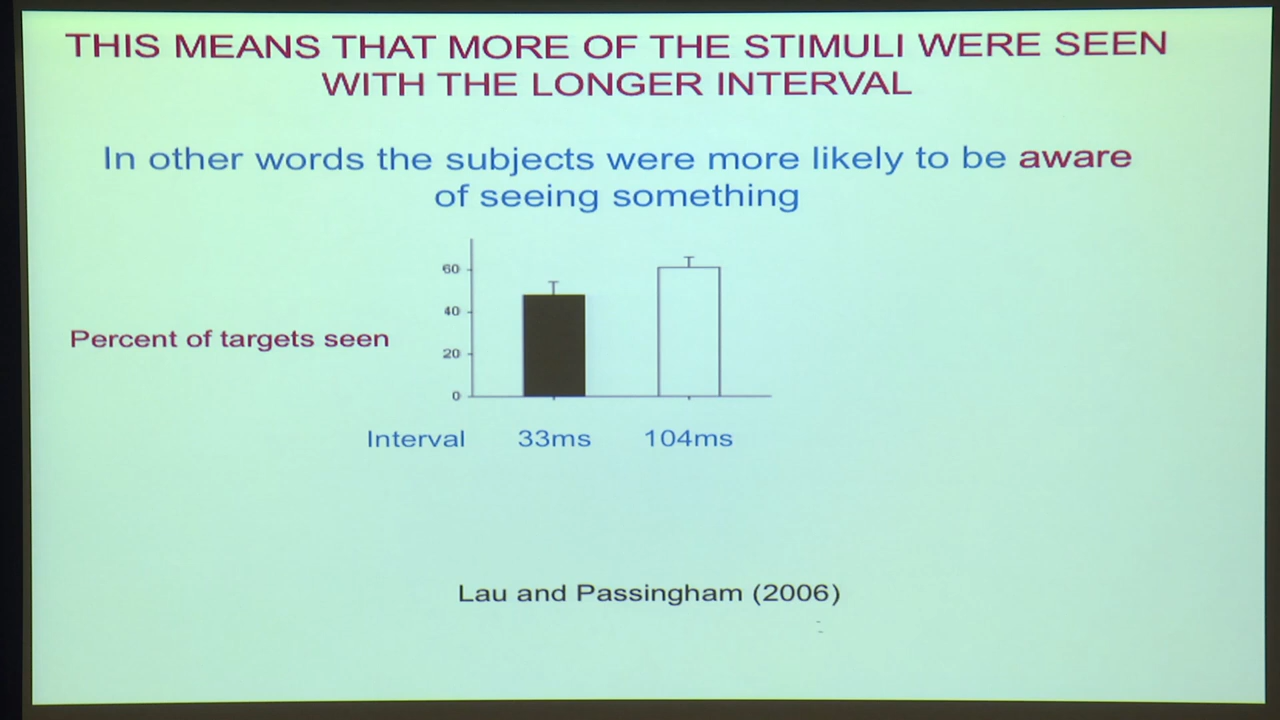 THIS MEANS THAT MORE OF THE STIMULI WERE SEEN
WITH THE LONGER INTERVAL
In other words the subjects were more likely to be aware
of seeing something
60
40
Percent of targets seen
20
0
Interval 33ms 104ms
Lau and Passingham (2006)